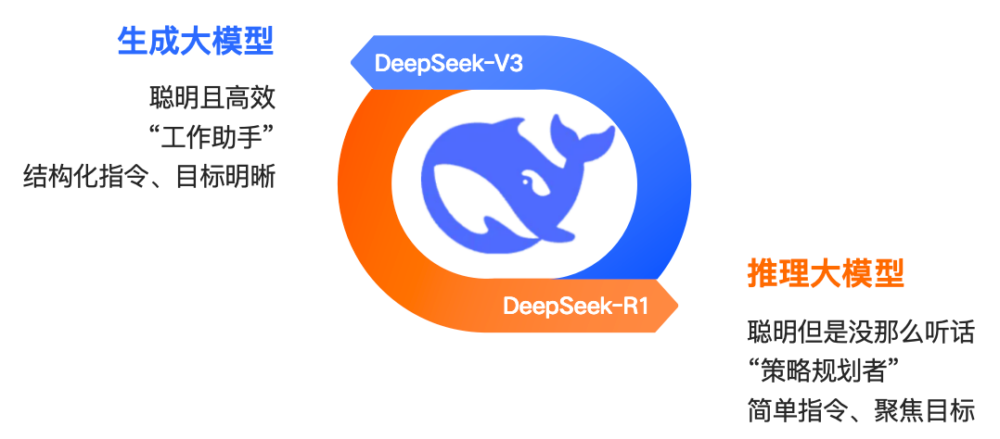 生成大模型
聪明且高效
“工作助手”
结构化指令、目标明晰
DeepSeek-V3
DeepSeek-R1
推理大模型
聪明但是没那么听话
“策略规划者”
简单指令、聚焦目标